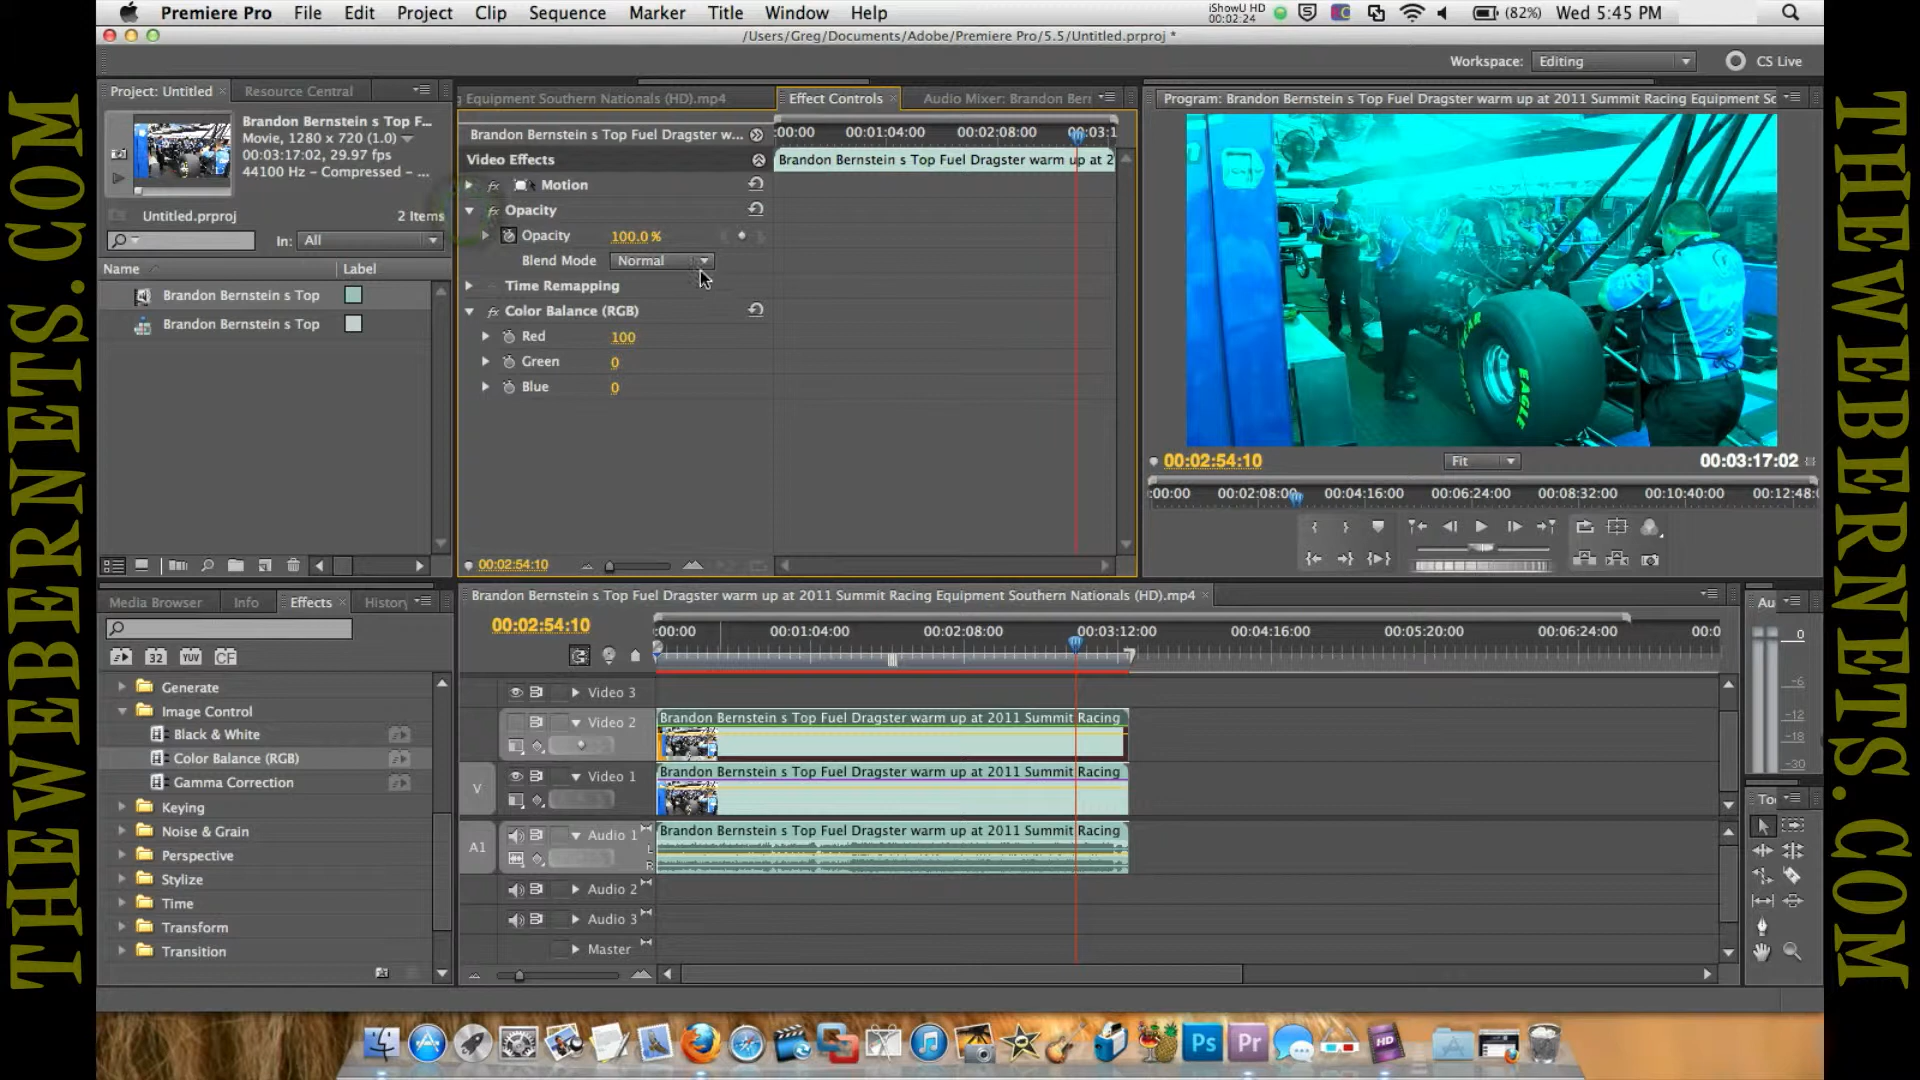 Premiere Pro File Edit Project Clip Sequence Marker Title Window Help iShowU HD 00:02:24 (82%) Wed 5:45 PM
/Users/Greg/Documents/Adobe/Premiere Pro/5.5/Untitled.prproj *
Workspace: Editing CS Live
Project: Untitled × Resource Central
Brandon Bernstein s Top F...
Movie, 1280 x 720 (1.0)
00:03:17:02, 29.97 fps
44100 Hz – Compressed – ...
Untitled.prproj 2 Items
In: All
Name Label
Brandon Bernstein s Top
Brandon Bernstein s Top
Equipment Southern Nationals (HD).mp4 Effect Controls × Audio Mixer: Brandon Ber
Brandon Bernstein s Top Fuel Dragster w... :00:00 00:01:04:00 00:02:08:00 00:03:1
Video Effects Brandon Bernstein s Top Fuel Dragster warm up at 2
fx Motion
fx Opacity
Opacity 100.0 %
Blend Mode Normal
Time Remapping
fx Color Balance (RGB)
Red 100
Green 0
Blue 0
00:02:54:10
Program: Brandon Bernstein s Top Fuel Dragster warm up at 2011 Summit Racing Equipment Sc
EAGLE
00:02:54:10 Fit 00:03:17:02
:00:00 00:02:08:00 00:04:16:00 00:06:24:00 00:08:32:00 00:10:40:00 00:12:48:
Media Browser Info Effects × History
32 YUV CF
Generate
Image Control
Black & White
Color Balance (RGB)
Gamma Correction
Keying
Noise & Grain
Perspective
Stylize
Time
Transform
Transition
Brandon Bernstein s Top Fuel Dragster warm up at 2011 Summit Racing Equipment Southern Nationals (HD).mp4 ×
00:02:54:10 :00:00 00:01:04:00 00:02:08:00 00:03:12:00 00:04:16:00 00:05:20:00 00:06:24:00 00:0
Video 3
Video 2 Brandon Bernstein s Top Fuel Dragster warm up at 2011 Summit Racing
V Video 1 Brandon Bernstein s Top Fuel Dragster warm up at 2011 Summit Racing
A1 Audio 1 L R Brandon Bernstein s Top Fuel Dragster warm up at 2011 Summit Racing
Audio 2
Audio 3
Master
Au
0
-6
-12
-18
-30
Too
Ps Pr HD
THEWEBERNETS.COM
THEWEBERNETS.COM